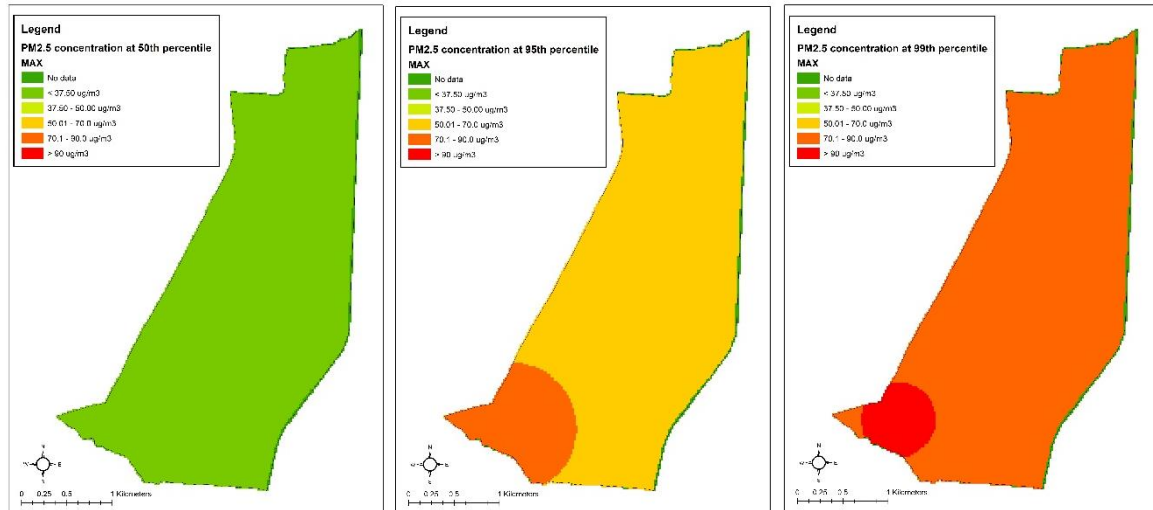 Legend
PM2.5 concentration at 50th percentile
MAX
No data
< 37.50 ug/m3
37.50 - 50.00 ug/m3
50.01 - 70.0 ug/m3
70.1 - 90.0 ug/m3
> 90 ug/m3
N
W E
S
0 0.25 0.5 1 Kilometers
Legend
PM2.5 concentration at 95th percentile
MAX
No data
< 37.50 ug/m3
37.50 - 50.00 ug/m3
50.01 - 70.0 ug/m3
70.1 - 90.0 ug/m3
> 90 ug/m3
N
W E
S
0 0.25 0.5 1 Kilometers
Legend
PM2.5 concentration at 99th percentile
MAX
No data
< 37.50 ug/m3
37.50 - 50.00 ug/m3
50.01 - 70.0 ug/m3
70.1 - 90.0 ug/m3
> 90 ug/m3
N
W E
S
0 0.25 0.5 1 Kilometers